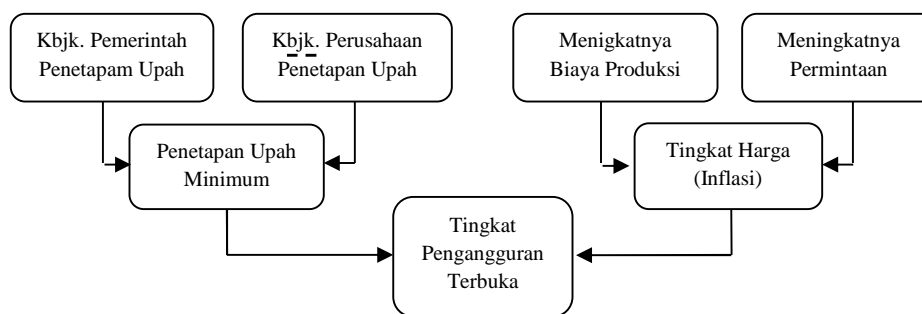 Kbjk. Pemerintah
Penetapam Upah
Kbjk. Perusahaan
Penetapan Upah
Menigkatnya
Biaya Produksi
Meningkatnya
Permintaan
Penetapan Upah
Minimum
Tingkat Harga
(Inflasi)
Tingkat
Pengangguran
Terbuka